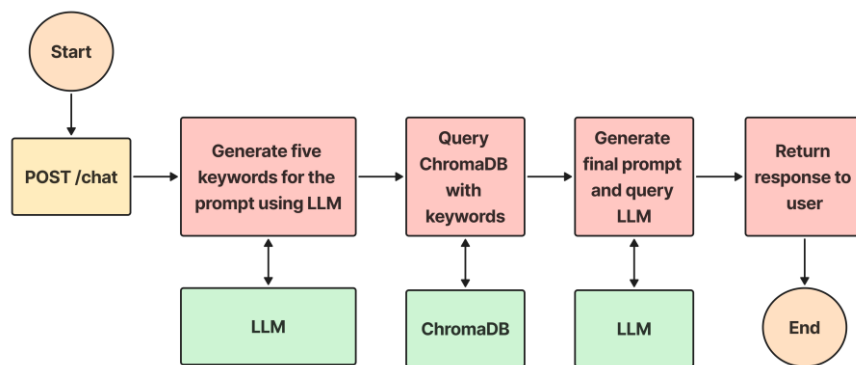 Start
POST /chat
Generate five
keywords for the
prompt using LLM
Query
ChromaDB
with
keywords
Generate
final prompt
and query
LLM
Return
response to
user
LLM
ChromaDB
LLM
End